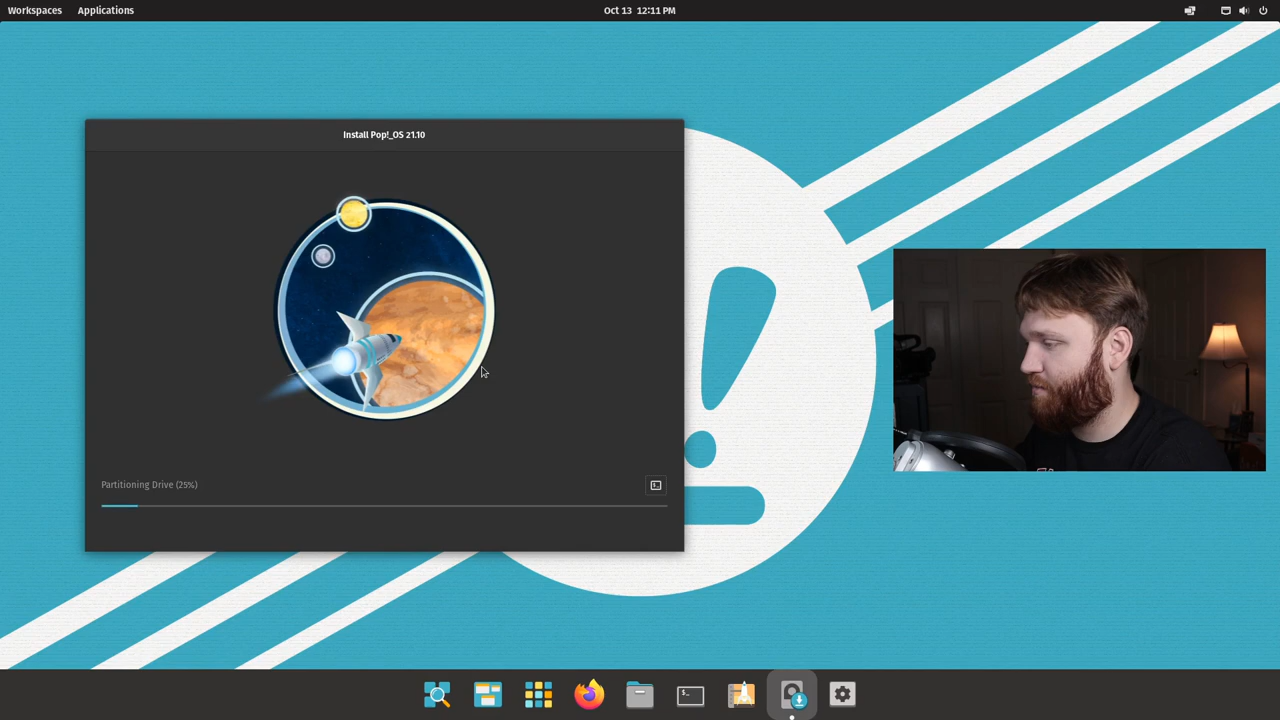 Workspaces Applications Oct 13 12:11 PM
Install Pop!_OS 21.10
Partitioning Drive (25%)